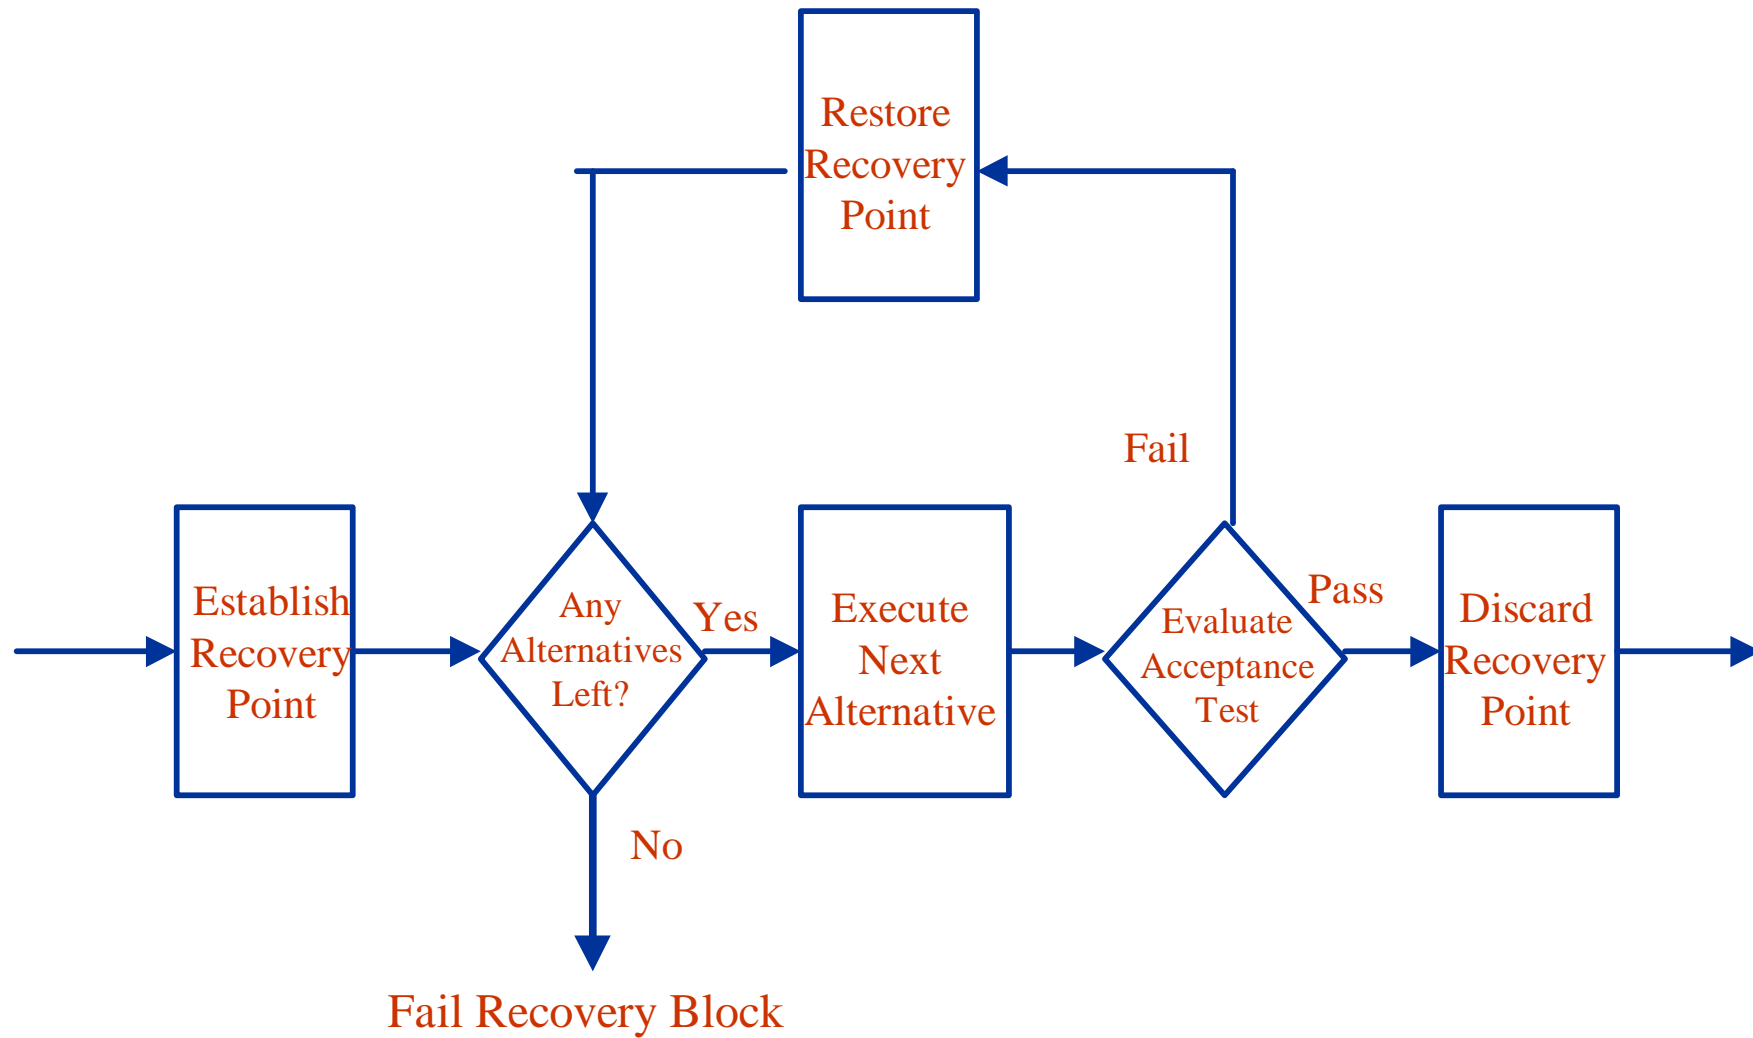 Restore
Recovery
Point
Fail
Establish
Recovery
Point
Any
Alternatives
Left?
Yes
No
Execute
Next
Alternative
Evaluate
Acceptance
Test
Pass
Discard
Recovery
Point
Fail Recovery Block